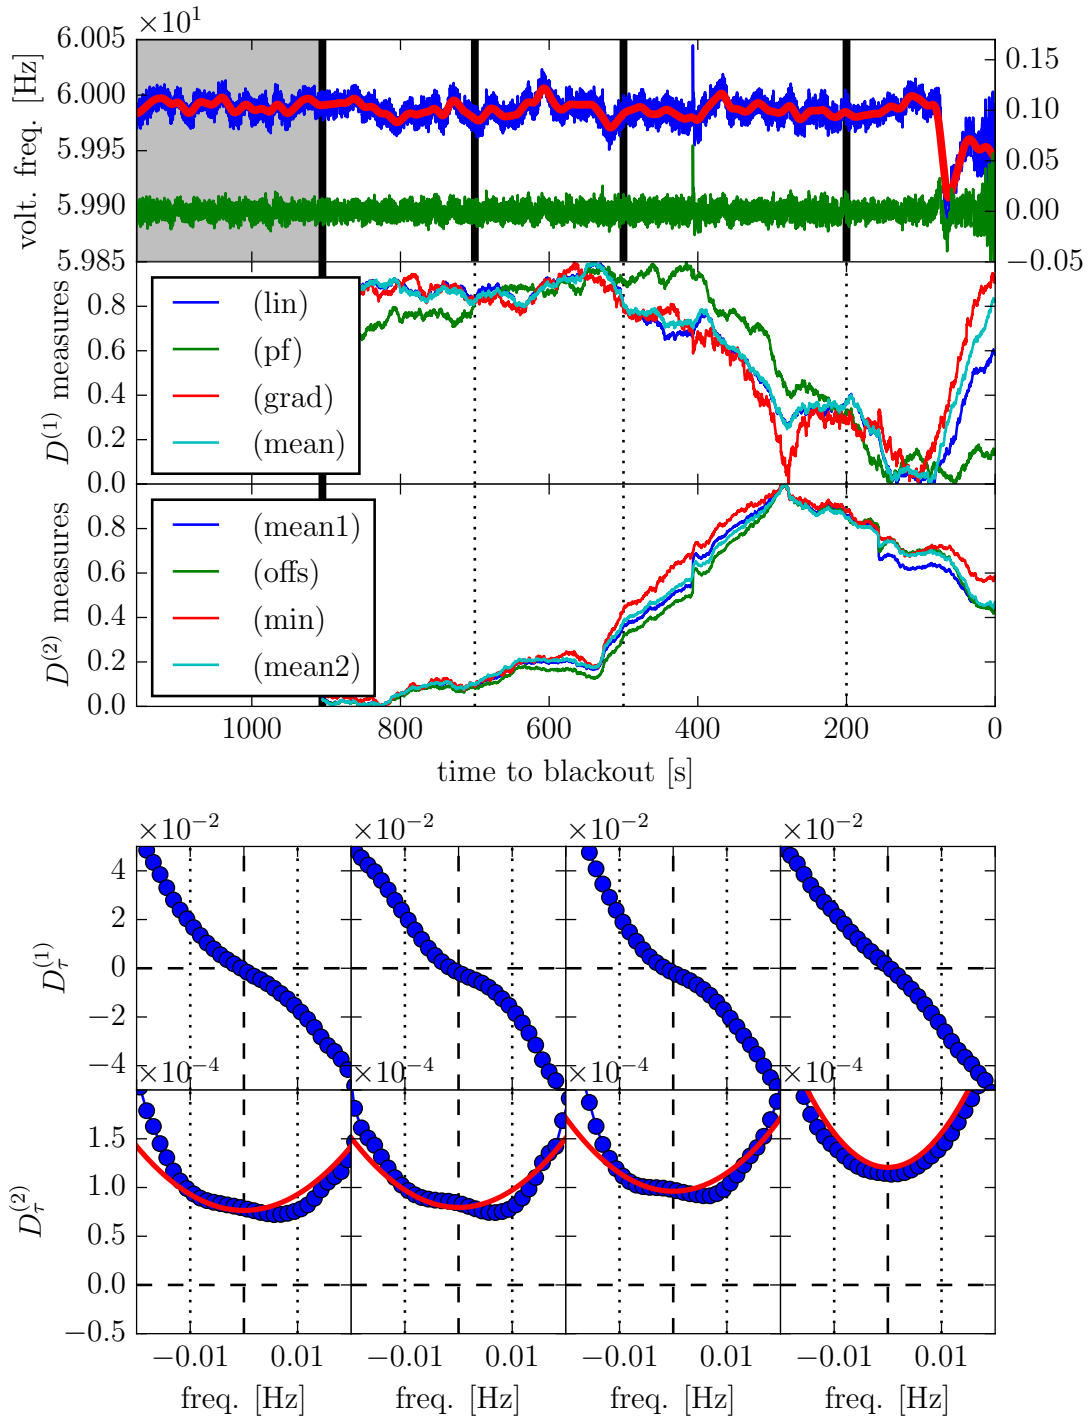 ×10¹
6.005
6.000
5.995
5.990
5.985
volt. freq. [Hz]
0.15
0.10
0.05
0.00
−0.05
0.8
0.6
0.4
0.2
0.0
D⁽¹⁾ measures
(lin)
(pf)
(grad)
(mean)
0.8
0.6
0.4
0.2
0.0
D⁽²⁾ measures
(mean1)
(offs)
(min)
(mean2)
1000 800 600 400 200 0
time to blackout [s]
×10⁻² ×10⁻² ×10⁻² ×10⁻²
4
2
0
−2
−4
D_τ⁽¹⁾
×10⁻⁴ ×10⁻⁴ ×10⁻⁴ ×10⁻⁴
1.5
1.0
0.5
0.0
−0.5
D_τ⁽²⁾
−0.01 0.01 −0.01 0.01 −0.01 0.01 −0.01 0.01
freq. [Hz] freq. [Hz] freq. [Hz] freq. [Hz]